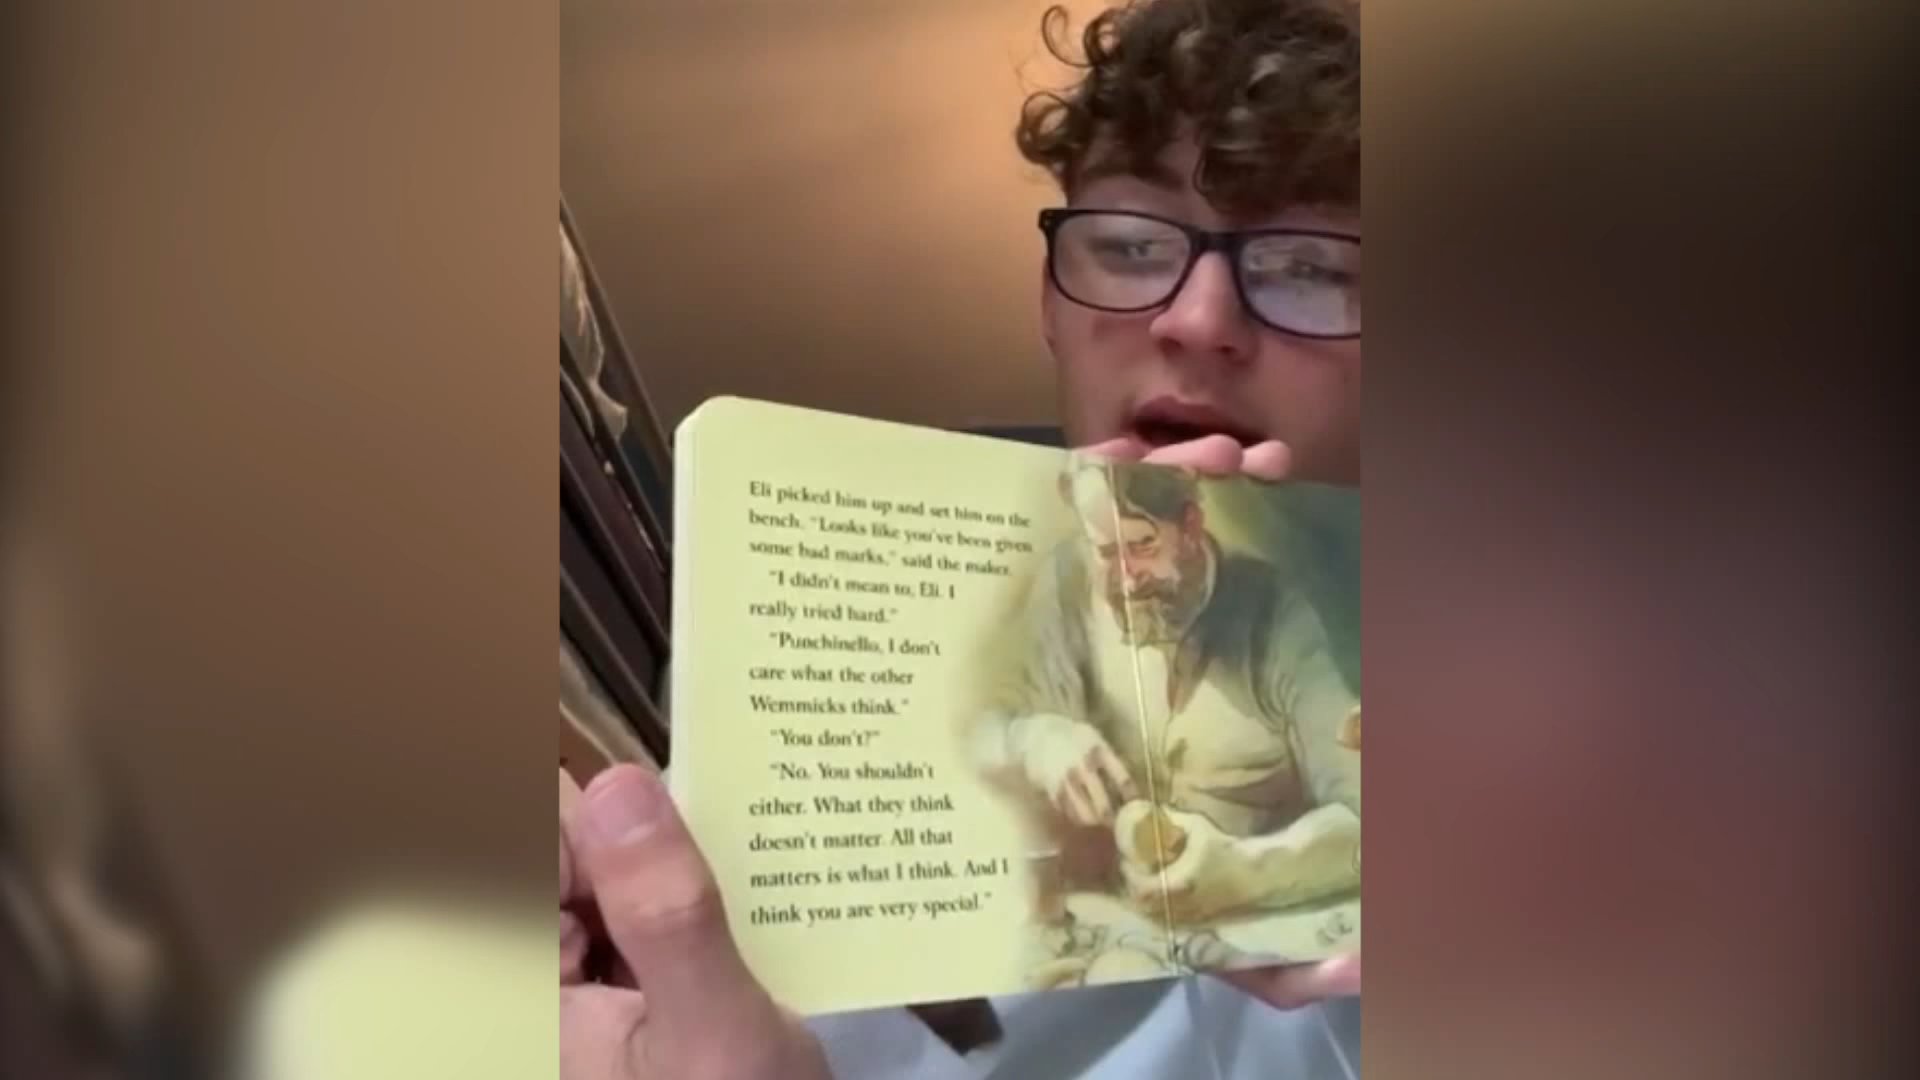 Eli picked him up and set him on the
bench. "Looks like you've been given
some bad marks," said the maker.
"I didn't mean to, Eli. I
really tried hard."
"Punchinello, I don't
care what the other
Wemmicks think."
"You don't?"
"No. You shouldn't
either. What they think
doesn't matter. All that
matters is what I think. And I
think you are very special."